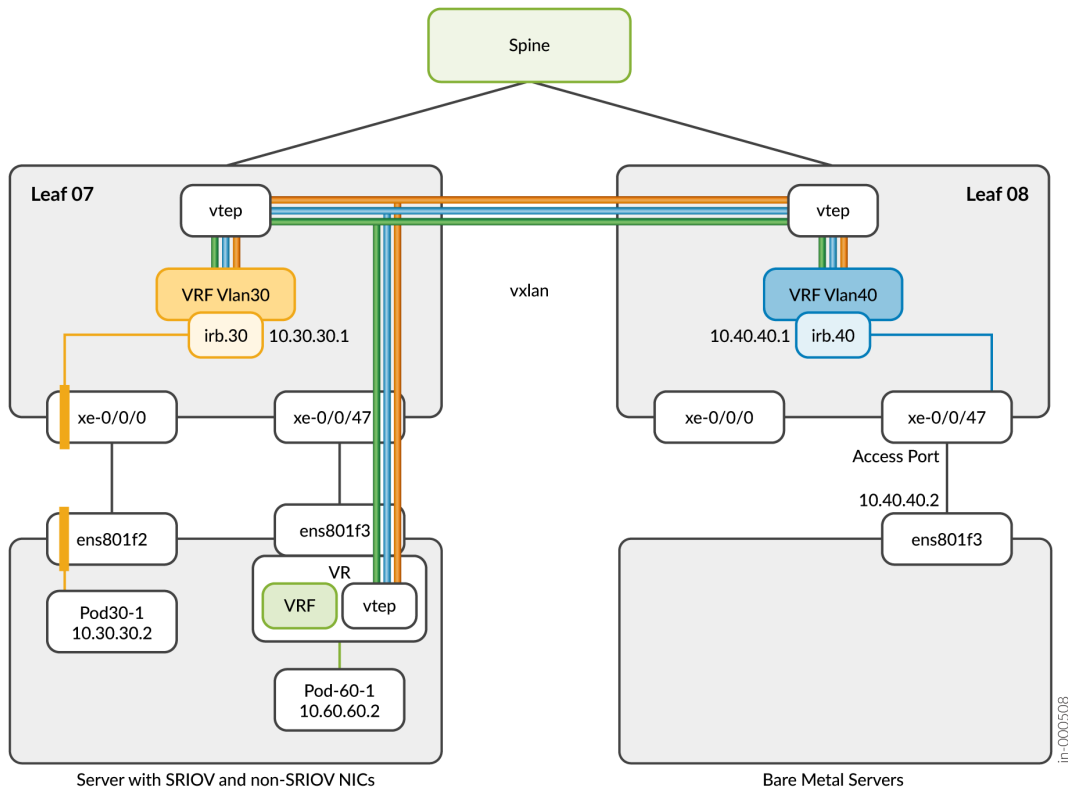 Spine
Leaf 07
vtep
vtep
Leaf 08
VRF Vlan30
vxlan
VRF Vlan40
irb.30
10.30.30.1
10.40.40.1
irb.40
xe-0/0/0
xe-0/0/47
xe-0/0/0
xe-0/0/47
Access Port
10.40.40.2
ens801f2
ens801f3
ens801f3
VR
VRF
vtep
Pod30-1
10.30.30.2
Pod-60-1
10.60.60.2
Server with SRIOV and non-SRIOV NICs
Bare Metal Servers
in-000508